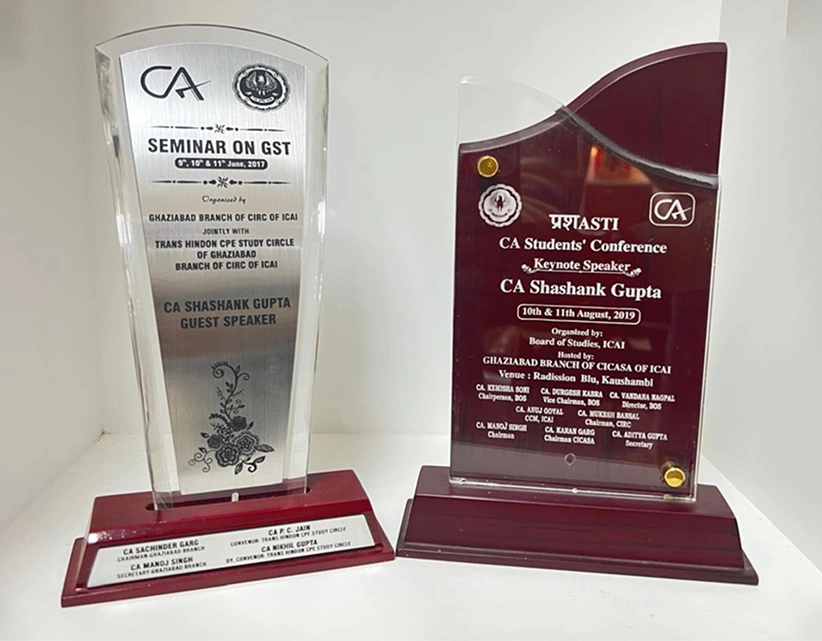 CA
SEMINAR ON GST
9th, 10th & 11th June, 2017
Organised by
GHAZIABAD BRANCH OF CIRC OF ICAI
JOINTLY WITH
TRANS HINDON CPE STUDY CIRCLE
OF GHAZIABAD
BRANCH OF CIRC OF ICAI
CA SHASHANK GUPTA
GUEST SPEAKER
CA SACHINDER GARG
CHAIRMAN GHAZIABAD BRANCH
CA MANOJ SINGH
SECRETARY GHAZIABAD BRANCH
CA P. C. JAIN
CONVENOR: TRANS HINDON CPE STUDY CIRCLE
CA NIKHIL GUPTA
DY. CONVENOR: TRANS HINDON CPE STUDY CIRCLE
CA
प्रशASTI
CA Students' Conference
Keynote Speaker
CA Shashank Gupta
10th & 11th August, 2019
Organized by:
Board of Studies, ICAI
Hosted by:
GHAZIABAD BRANCH OF CICASA OF ICAI
Venue : Radission Blu, Kaushambi
CA. KEMISHA SONI CA. DURGESH KABRA CA. VANDANA NAGPAL
Chairperson, BOS Vice Chairman, BOS Director, BOS
CA. ANUJ GOYAL CA. MUKESH BANSAL
CCM, ICAI Chairman, CIRC
CA. MANOJ SINGH CA. KARAN GARG CA. ADITYA GUPTA
Chairman Chairman CICASA Secretary